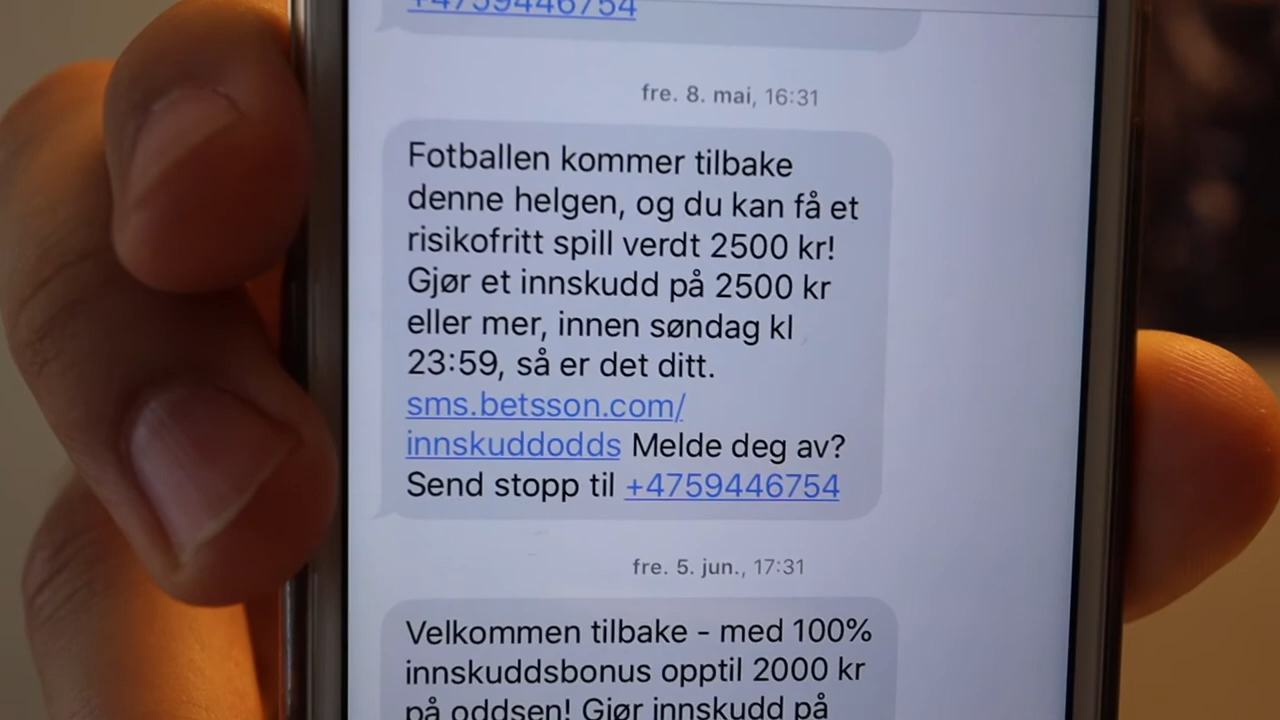 +4759446754
fre. 8. mai, 16:31
Fotballen kommer tilbake
denne helgen, og du kan få et
risikofritt spill verdt 2500 kr!
Gjør et innskudd på 2500 kr
eller mer, innen søndag kl
23:59, så er det ditt.
sms.betsson.com/
innskuddodds Melde deg av?
Send stopp til +4759446754
fre. 5. jun., 17:31
Velkommen tilbake - med 100%
innskuddsbonus opptil 2000 kr
på oddsen! Gjør innskudd på